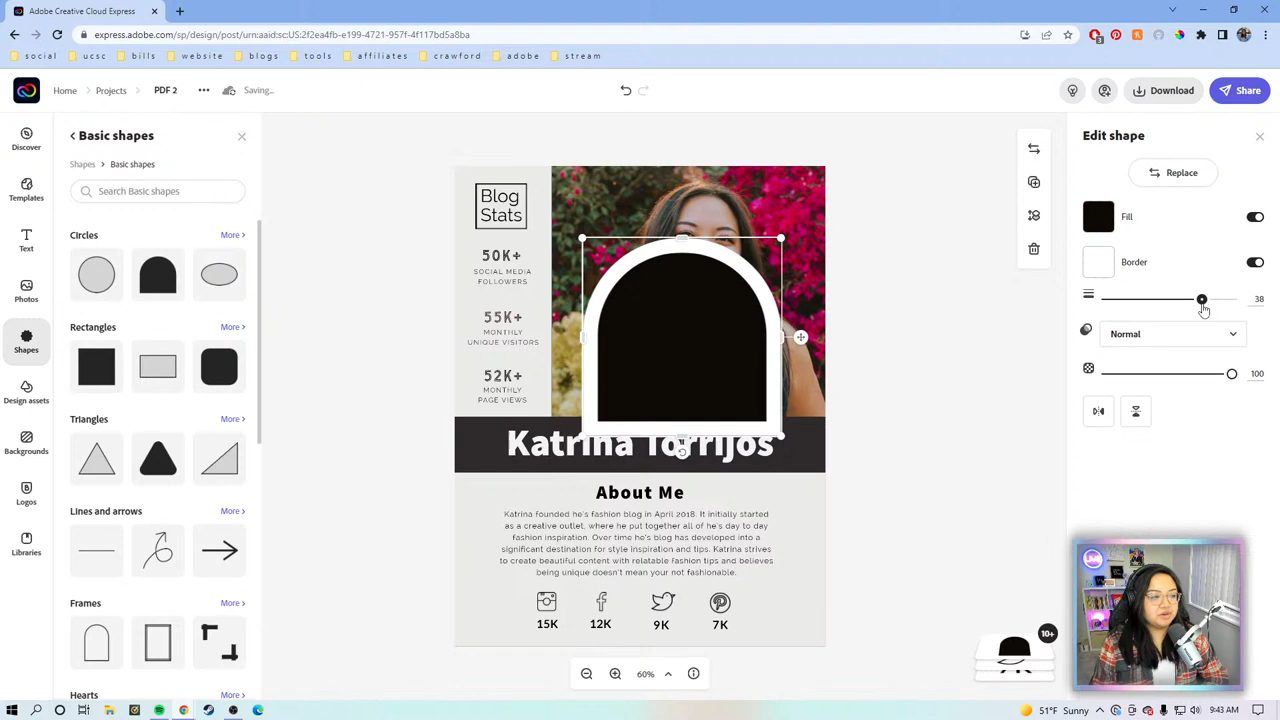 Adobe Creative Cloud Express
express.adobe.com/sp/design/post/urn:aaid:sc:US:2f2ea4fb-e369-4721-957f-4f117bd5a8ba
social ucsc bills website blogs tools affiliates crawford adobe stream
Home Projects PDF 2 Saving... Download Share
Discover
Templates
Text
Photos
Shapes
Design assets
Backgrounds
Logos
Libraries
Basic shapes
Shapes > Basic shapes
Search Basic shapes
Circles More
Rectangles More
Triangles More
Lines and arrows More
Frames More
Hearts More
Blog
Stats
50K+
SOCIAL MEDIA
FOLLOWERS
55K+
MONTHLY
UNIQUE VISITORS
52K+
MONTHLY
PAGE VIEWS
Katrina Torrijos
About Me
Katrina founded he's fashion blog in April 2018. It initially started
as a creative outlet, where he put together all of he's day to day
fashion inspiration. Over time he's blog has developed into a
significant destination for style inspiration and tips. Katrina strives
to create beautiful content with relatable fashion tips and believes
being unique doesn't mean your not fashionable.
15K 12K 9K 7K
60%
Edit shape
Replace
Fill
Border
38
Normal
100
10+
LIVE
51°F Sunny 9:43 AM